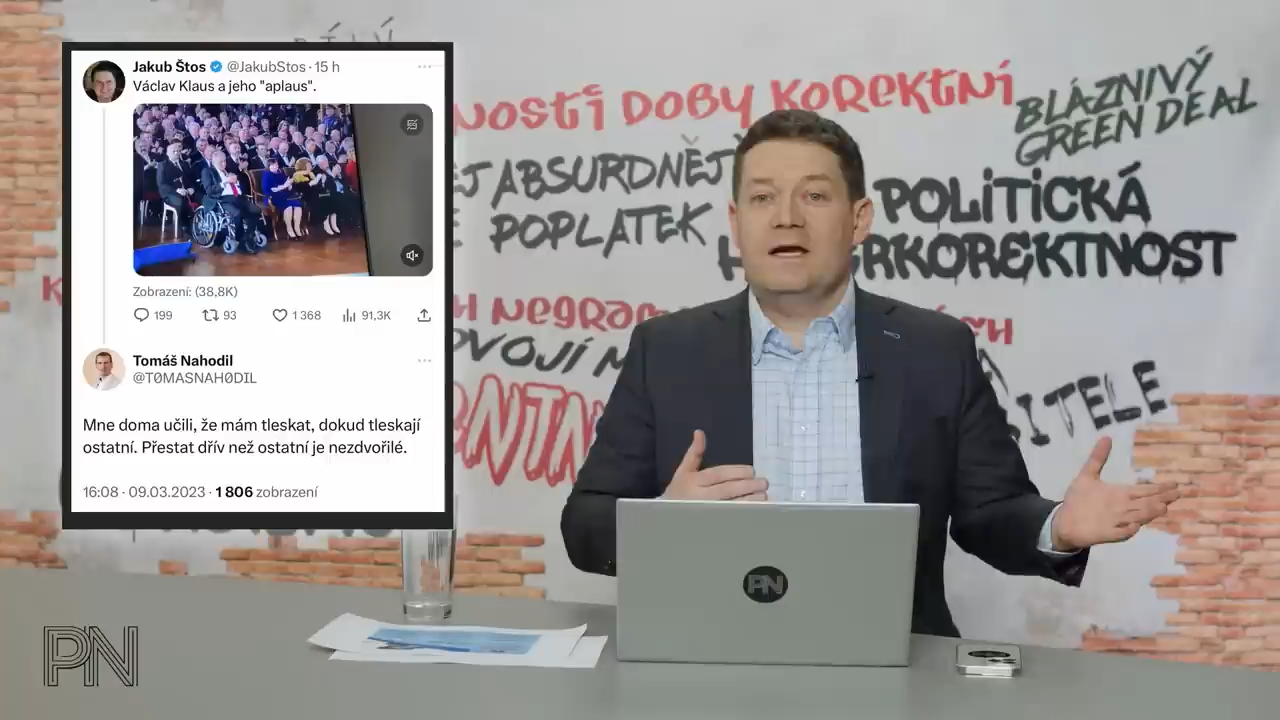 Jakub Štos @JakubStos · 15 h
Václav Klaus a jeho "aplaus".
Zobrazení: (38,8K)
199 93 1 368 91,3K
Tomáš Nahodil
@T0MASNAH0DIL
Mne doma učili, že mám tleskat, dokud tleskají
ostatní. Přestat dřív než ostatní je nezdvořilé.
16:08 · 09.03.2023 · 1 806 zobrazení
NOSTÍ DOBY KOREKTNÍ
BLÁZNIVÝ
GREEN DEAL
ABSURDNĚJ
POPLATEK
POLITICKÁ
RKOREKTNOST
PN
PN